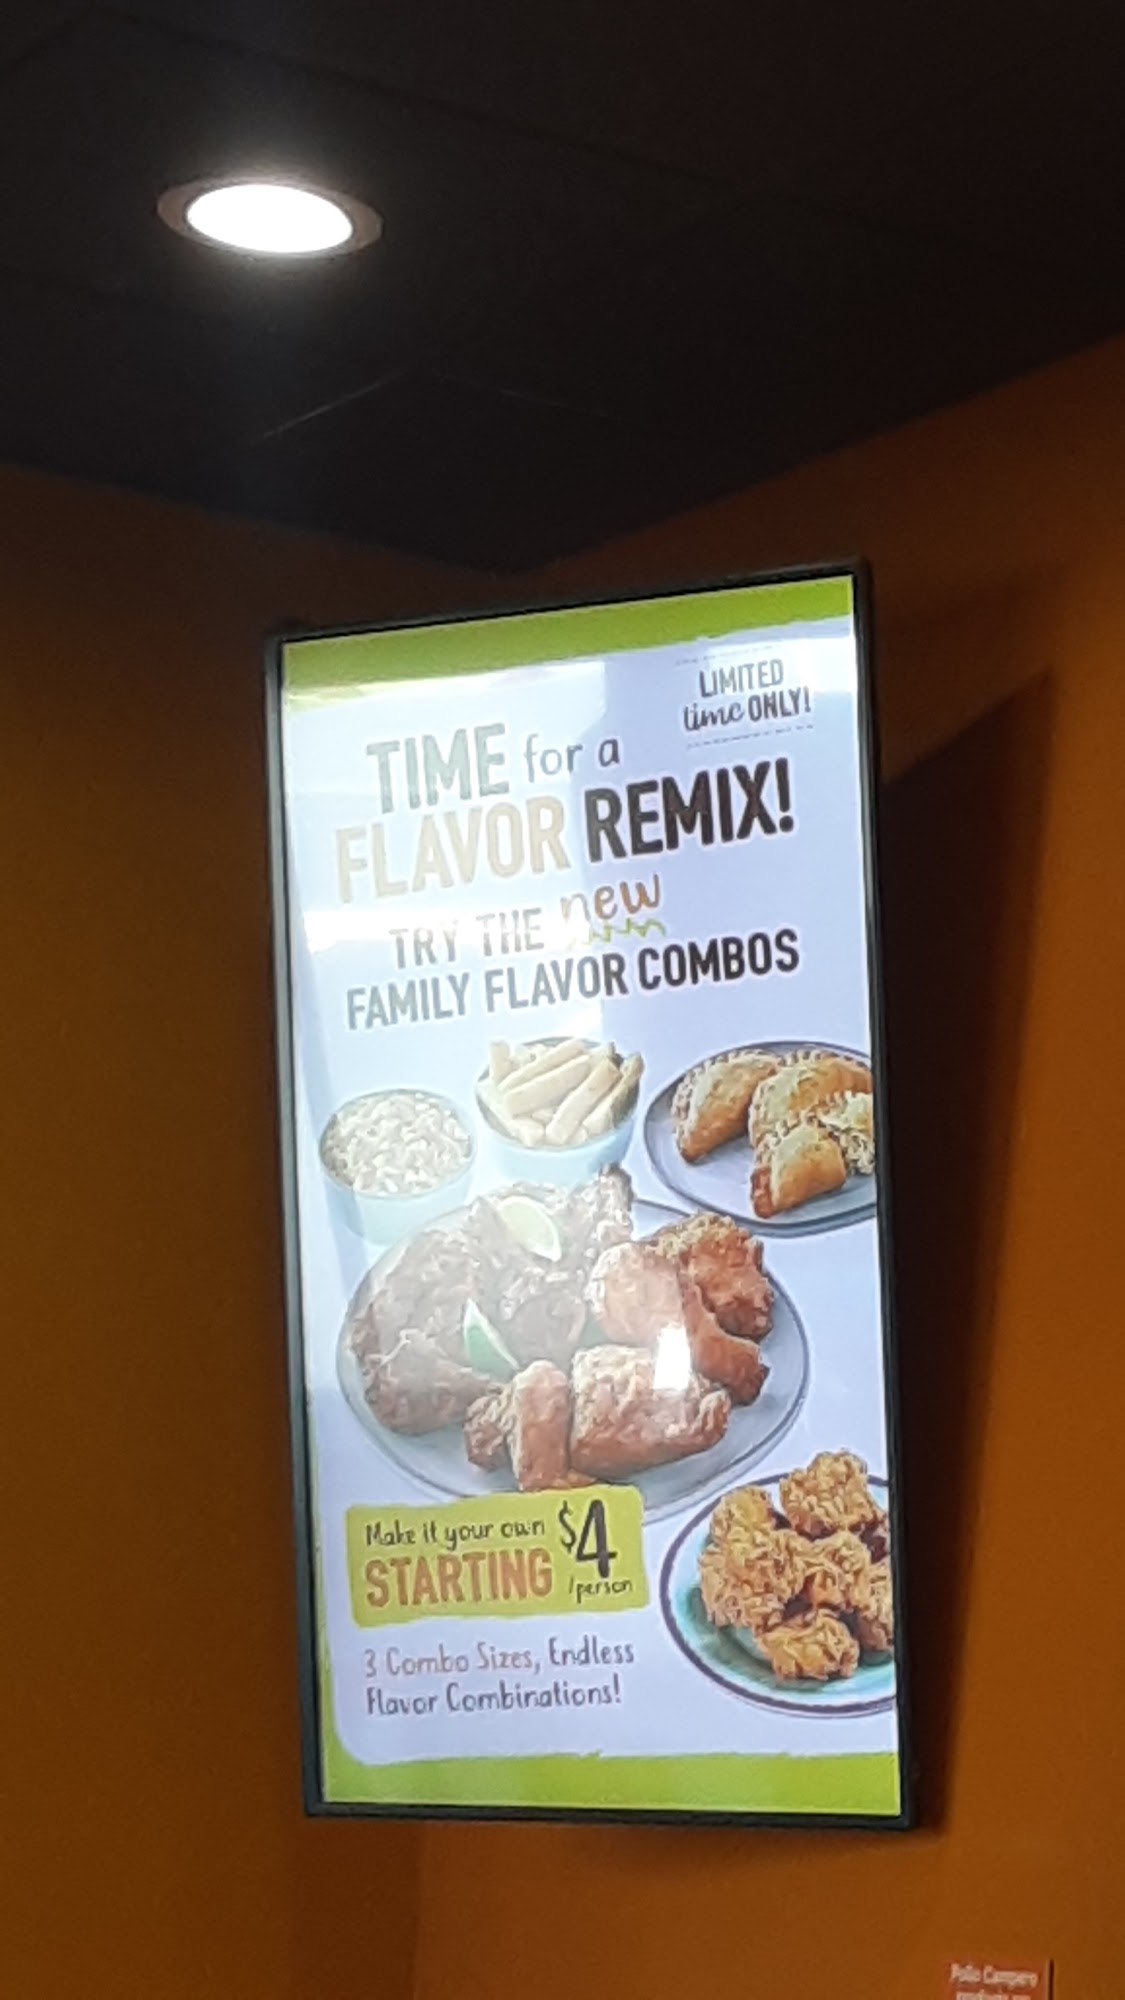 LIMITED
time ONLY!
TIME for a
FLAVOR REMIX!
TRY THE new
FAMILY FLAVOR COMBOS
Make it your own
STARTING $4
/person
3 Combo Sizes, Endless
Flavor Combinations!
Pollo Campero